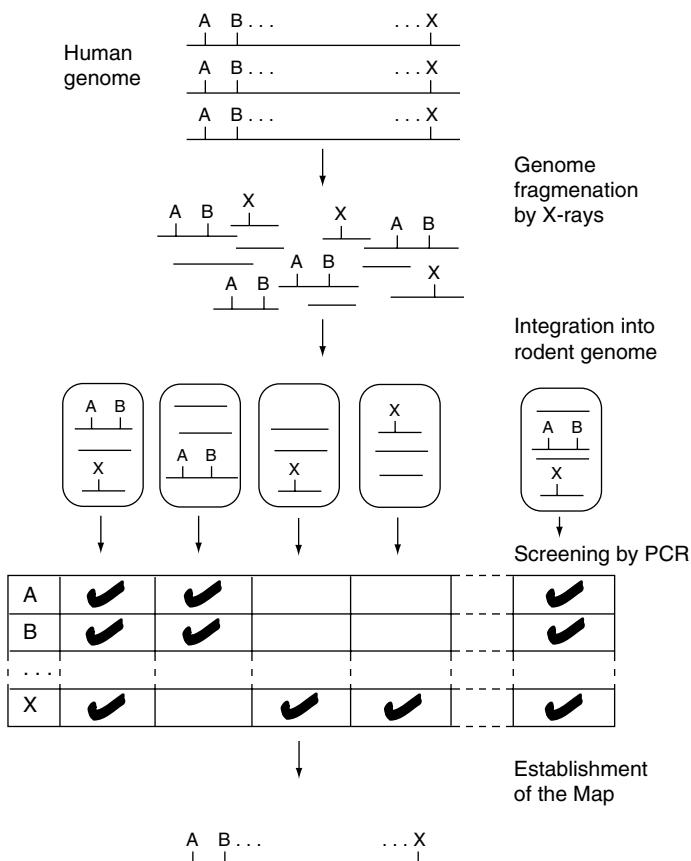 A B . . . . . . X
Human
genome
A B . . . . . . X
A B . . . . . . X
Genome
fragmenation
by X-rays
A B X X A B
A B X
A B
Integration into
rodent genome
A B X A B
X A B X X
Screening by PCR
A
B
. . .
X
Establishment
of the Map
A B . . . . . . X